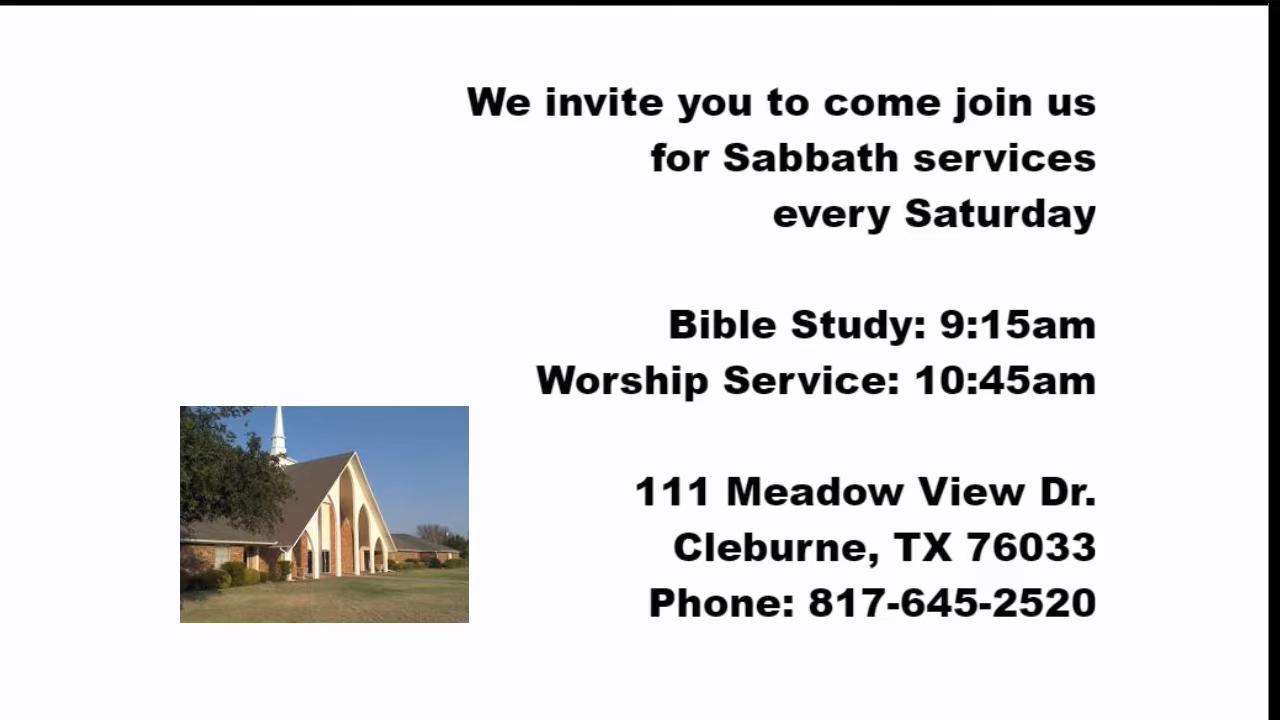 We invite you to come join us
for Sabbath services
every Saturday
Bible Study: 9:15am
Worship Service: 10:45am
111 Meadow View Dr.
Cleburne, TX 76033
Phone: 817-645-2520